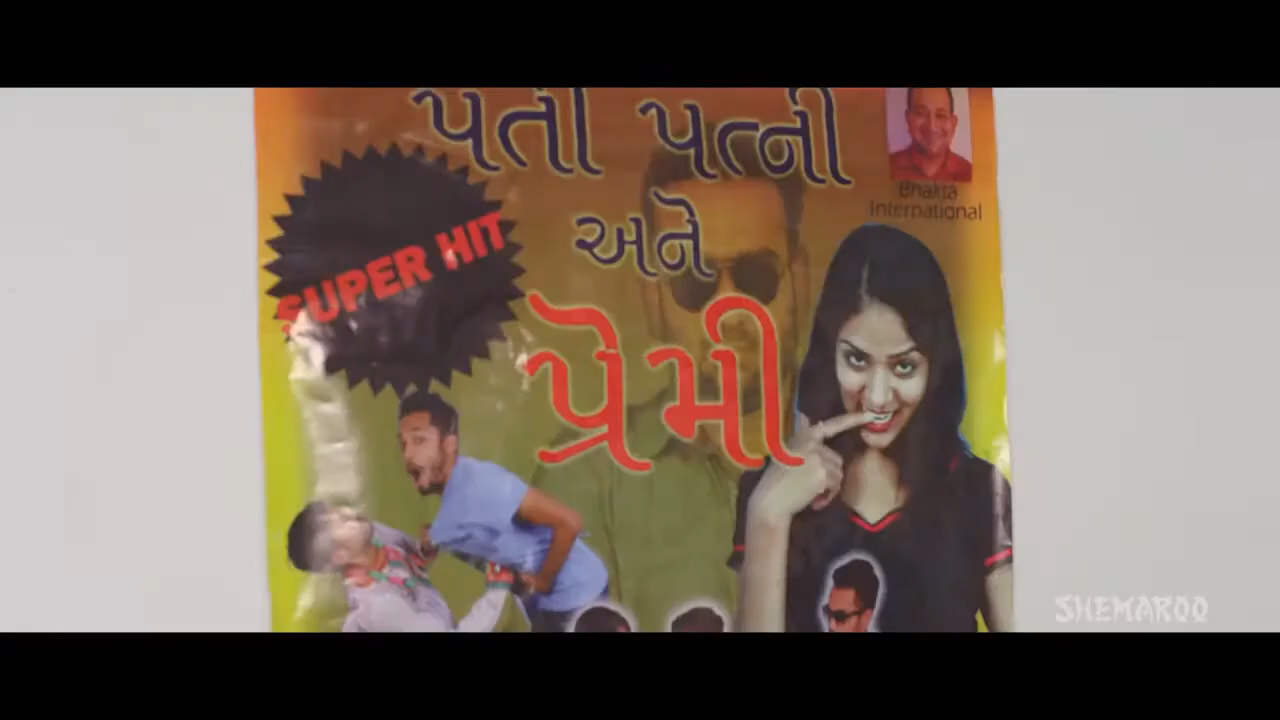 પતી પત્ની
Bhakta
International
SUPER HIT
અને
પ્રેમી
SHEMAROO